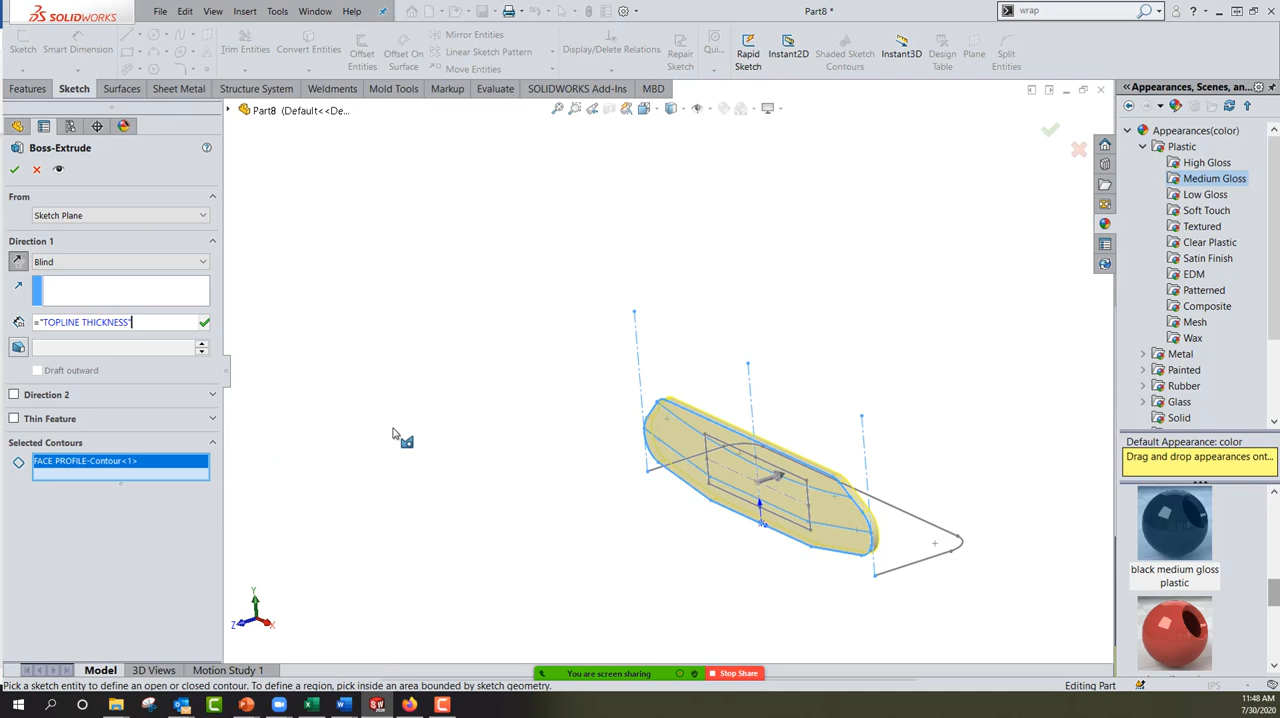 SOLIDWORKS
File Edit View Insert Tools Window Help
Part8 *
wrap
Sketch
Smart Dimension
Trim Entities
Convert Entities
Offset Entities
Offset On Surface
Mirror Entities
Linear Sketch Pattern
Move Entities
Display/Delete Relations
Repair Sketch
Qui...
Rapid Sketch
Instant2D
Shaded Sketch Contours
Instant3D
Design Table
Plane
Split Entities
Features Sketch Surfaces Sheet Metal Structure System Weldments Mold Tools Markup Evaluate SOLIDWORKS Add-Ins MBD
Part8 (Default<<De...
Boss-Extrude
From
Sketch Plane
Direction 1
Blind
="TOPLINE THICKNESS"
Draft outward
Direction 2
Thin Feature
Selected Contours
FACE PROFILE-Contour<1>
Y
Z
X
Appearances, Scenes, an...
Appearances(color)
Plastic
High Gloss
Medium Gloss
Low Gloss
Soft Touch
Textured
Clear Plastic
Satin Finish
EDM
Patterned
Composite
Mesh
Wax
Metal
Painted
Rubber
Glass
Solid
Default Appearance: color
Drag and drop appearances ont...
black medium gloss
plastic
Model 3D Views Motion Study 1
You are screen sharing Stop Share
Pick a sketch entity to define an open or closed contour. To define a region, pick inside an area bounded by sketch geometry.
Editing Part
IPS
11:48 AM
7/30/2020